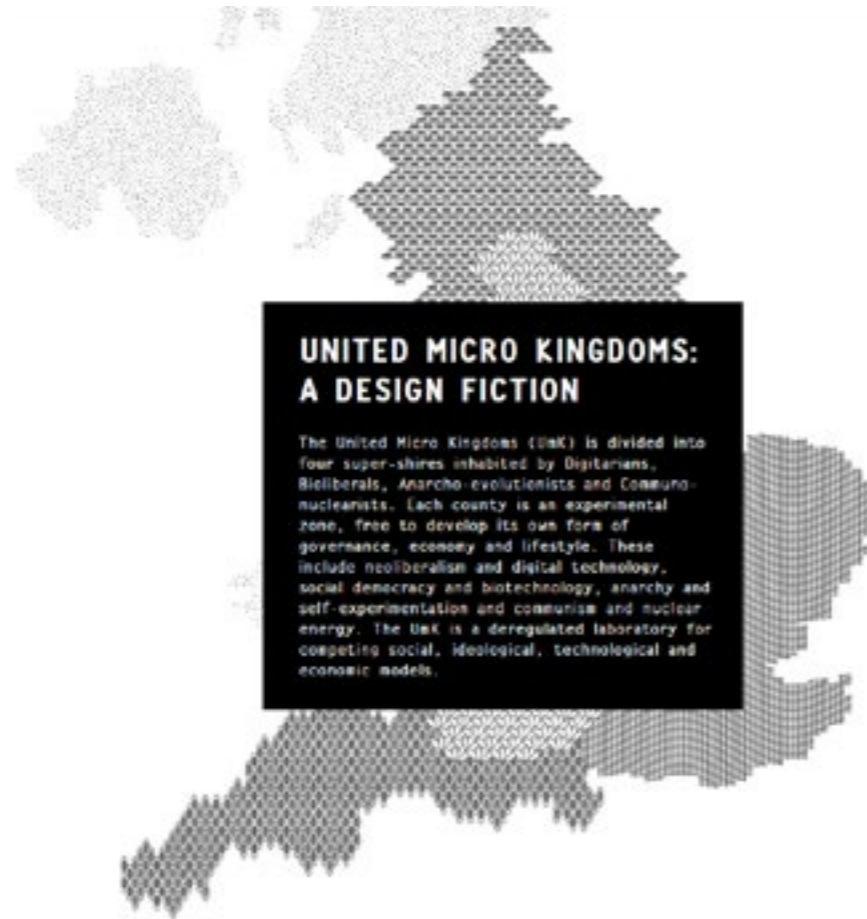 UNITED MICRO KINGDOMS:
A DESIGN FICTION
The United Micro Kingdoms (UmK) is divided into
four super-shires inhabited by Digitarians,
Bioliberals, Anarcho-evolutionists and Communo-
nuclearists. Each county is an experimental
zone, free to develop its own form of
governance, economy and lifestyle. These
include neoliberalism and digital technology,
social democracy and biotechnology, anarchy and
self-experimentation and communism and nuclear
energy. The UmK is a deregulated laboratory for
competing social, ideological, technological and
economic models.